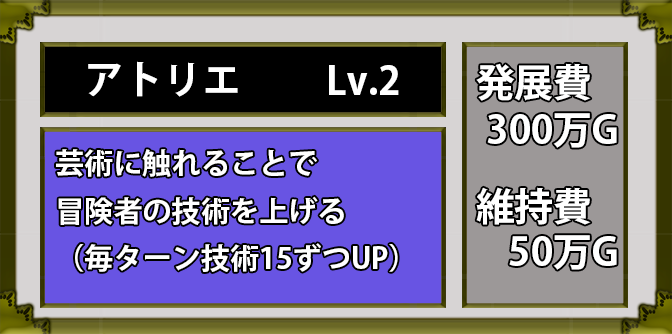 アトリエ Lv.2
芸術に触れることで
冒険者の技術を上げる
（毎ターン技術15ずつUP）
発展費
300万G
維持費
50万G